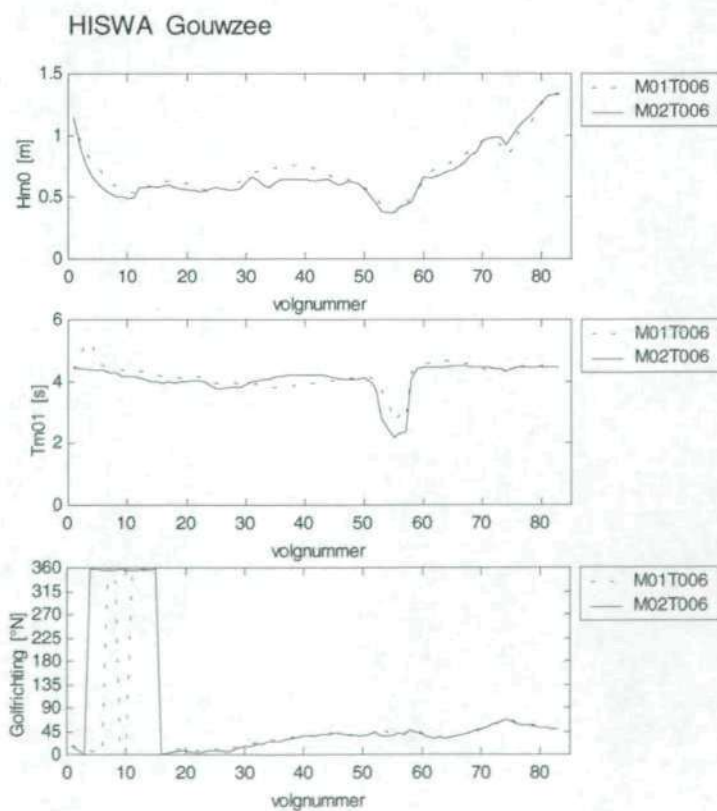 HISWA Gouwzee
1.5
1
0.5
0
Hm0 [m]
0 10 20 30 40 50 60 70 80
volgnummer
M01T006
M02T006
6
4
2
0
Tm01 [s]
0 10 20 30 40 50 60 70 80
volgnummer
M01T006
M02T006
360
315
270
225
180
135
90
45
0
Golfrichting [°N]
0 10 20 30 40 50 60 70 80
volgnummer
M01T006
M02T006